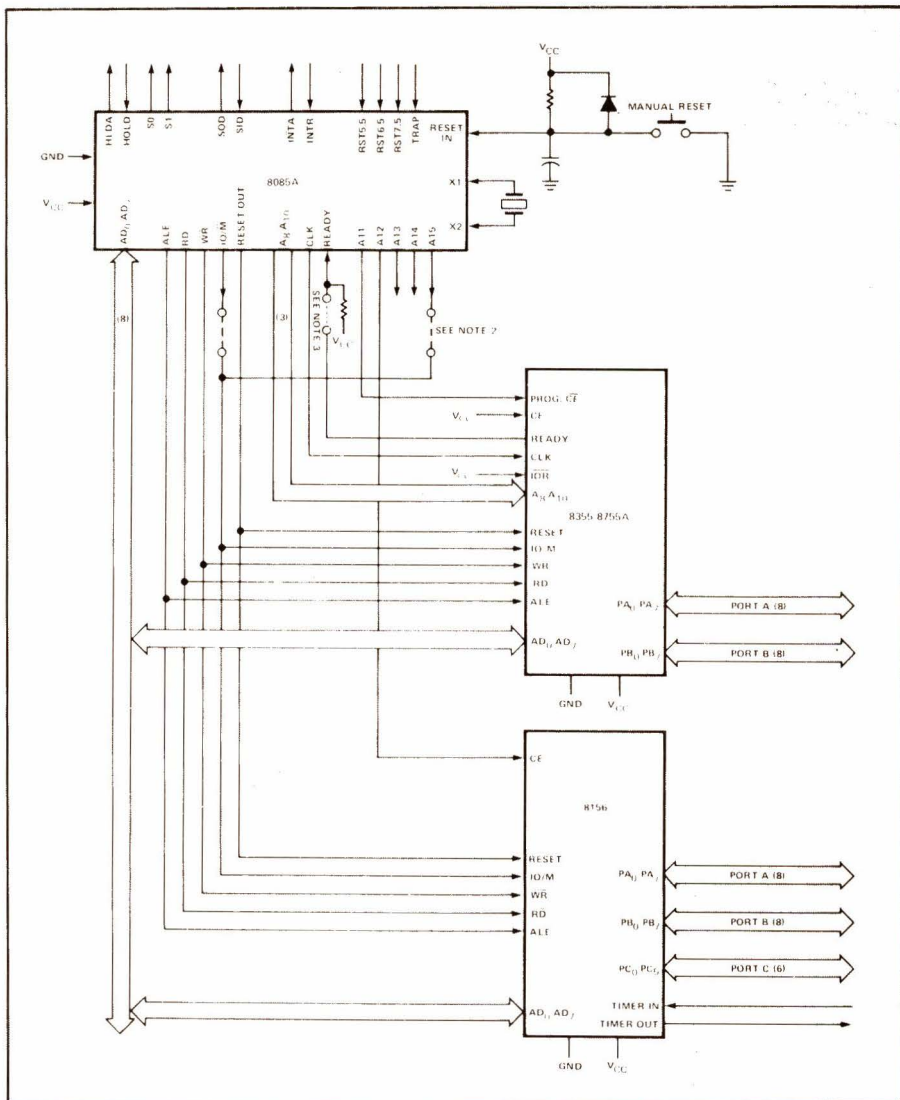 VCC
MANUAL RESET
HLDA
HOLD
S0
S1
SOD
SID
INTA
INTR
RST5.5
RST6.5
RST7.5
TRAP
RESET IN
GND
VCC
8085A
X1
X2
AD0 AD7
ALE
RD
WR
IO/M
RESET OUT
A8 A10
CLK
READY
A11
A12
A13
A14
A15
(8)
(3)
SEE NOTE 3
VCC
SEE NOTE 2
PROG. CE
VCC
CE
READY
CLK
VCC
IOR
A8 A10
8355 8755A
RESET
IO/M
WR
RD
ALE
AD0 AD7
PA0 PA7
PORT A (8)
PB0 PB7
PORT B (8)
GND
VCC
CE
8156
RESET
IO/M
WR
RD
ALE
PA0 PA7
PORT A (8)
PB0 PB7
PORT B (8)
PC0 PC5
PORT C (6)
AD0 AD7
TIMER IN
TIMER OUT
GND
VCC